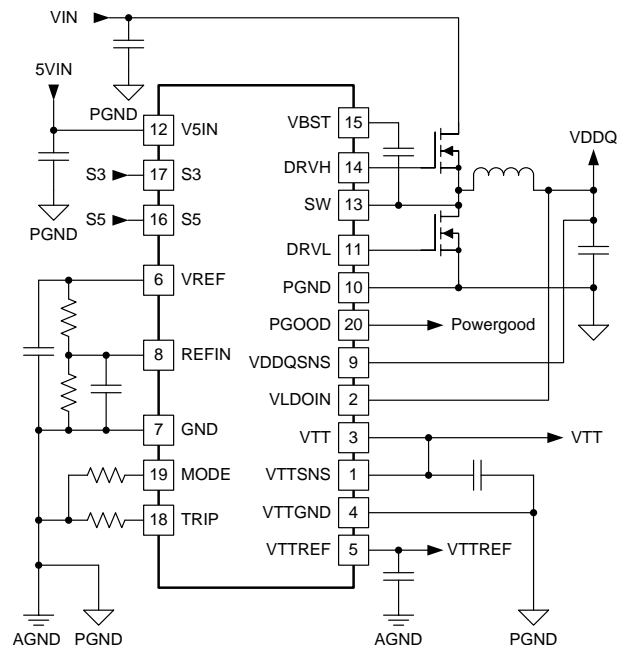 VIN
5VIN
PGND
12 V5IN
VBST 15
VDDQ
S3 17 S3
DRVH 14
S5 16 S5
SW 13
PGND
DRVL 11
6 VREF
PGND 10
PGOOD 20 Powergood
8 REFIN
VDDQSNS 9
VLDOIN 2
7 GND
VTT 3 VTT
19 MODE
VTTSNS 1
18 TRIP
VTTGND 4
VTTREF 5 VTTREF
AGND PGND
AGND
PGND